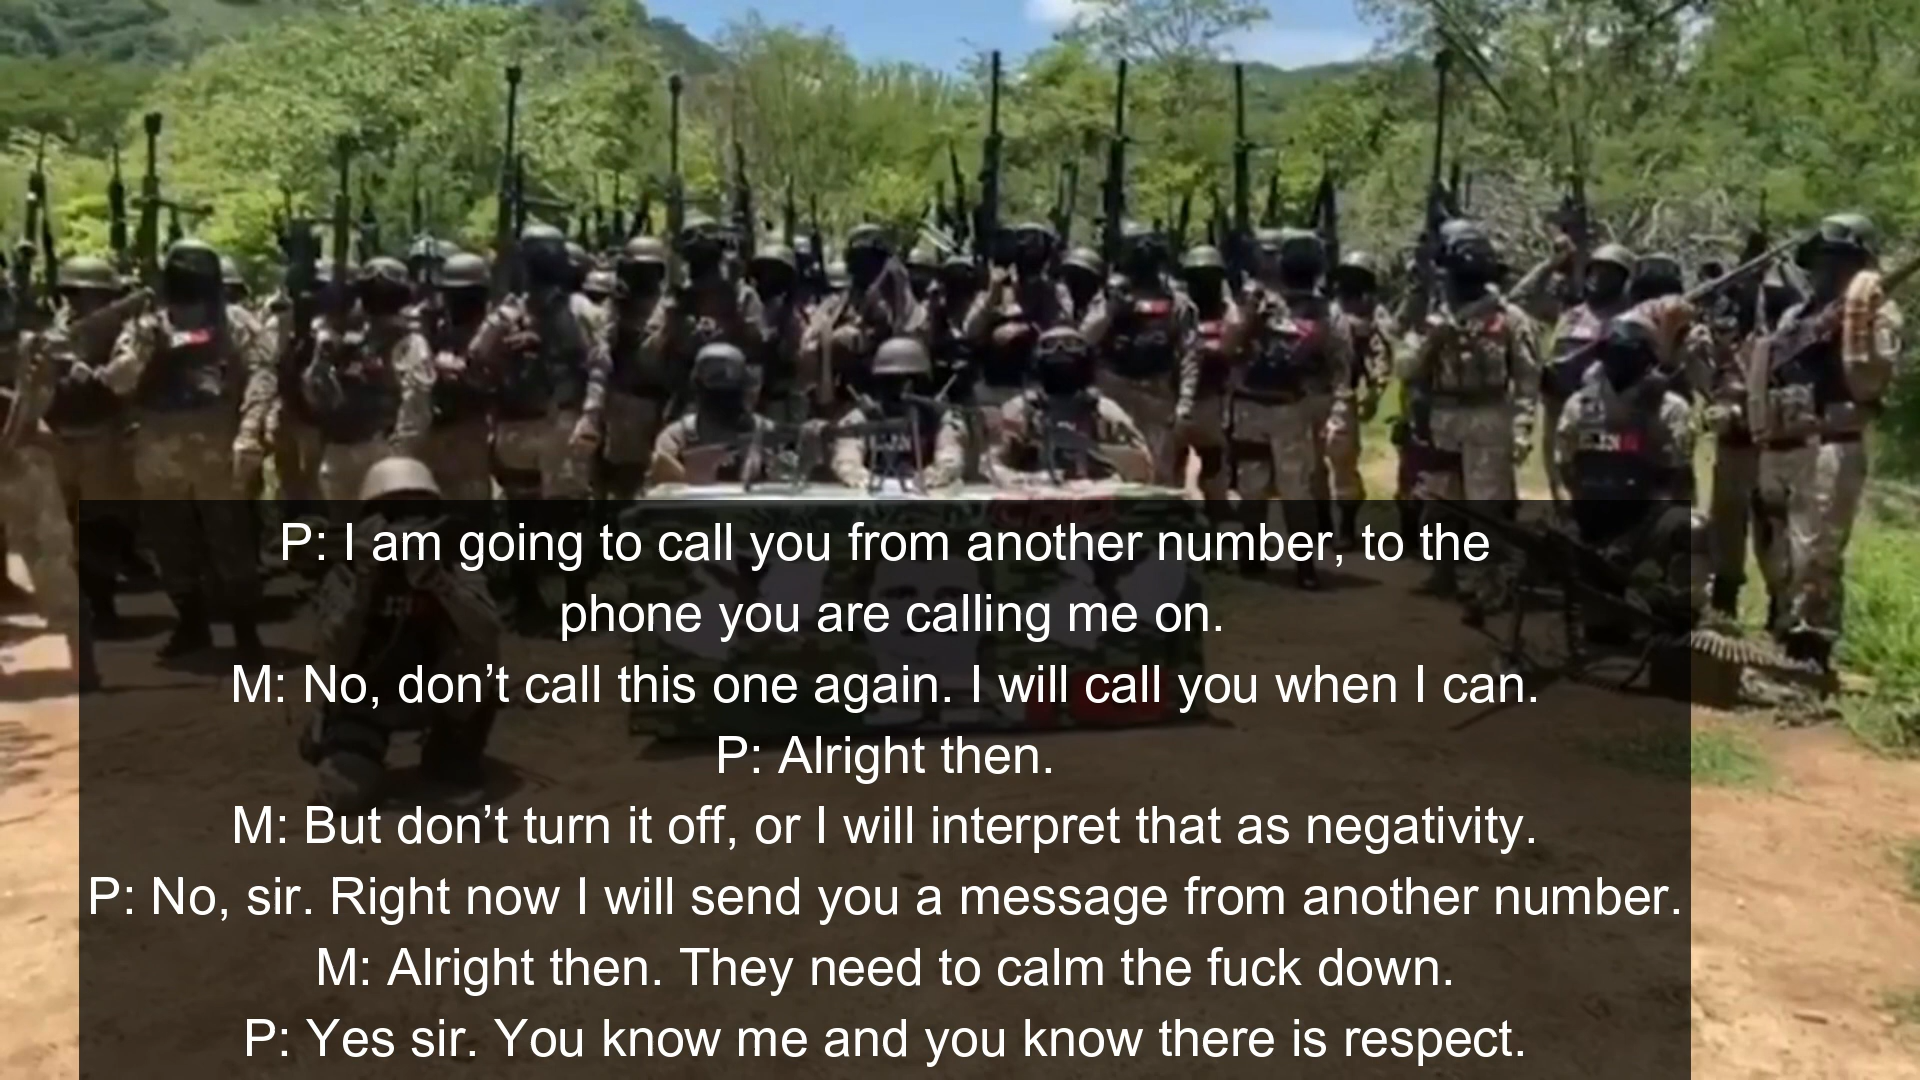 P: I am going to call you from another number, to the
phone you are calling me on.
M: No, don’t call this one again. I will call you when I can.
P: Alright then.
M: But don’t turn it off, or I will interpret that as negativity.
P: No, sir. Right now I will send you a message from another number.
M: Alright then. They need to calm the fuck down.
P: Yes sir. You know me and you know there is respect.